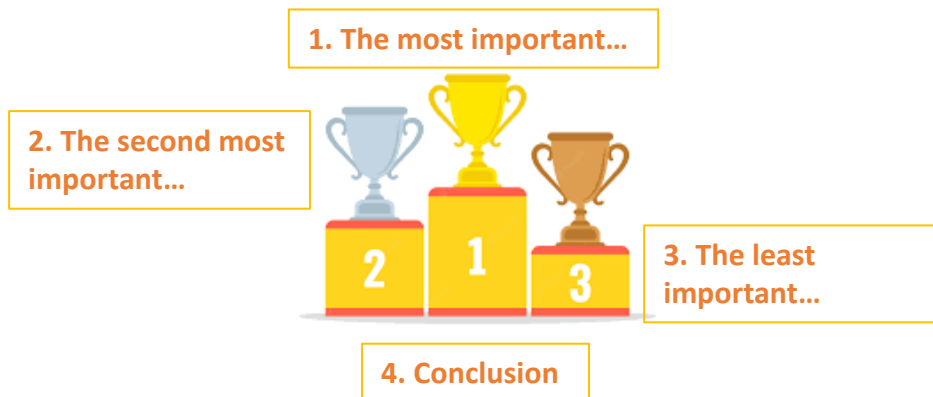 1. The most important…
2. The second most
important…
2
1
3
3. The least
important…
4. Conclusion